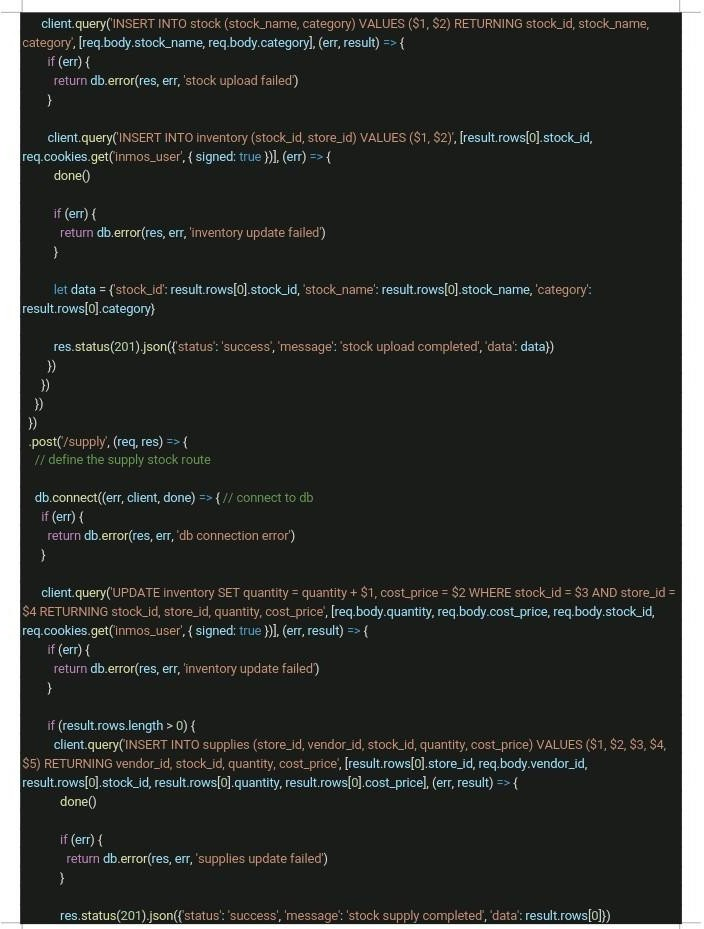 client.query('INSERT INTO stock (stock_name, category) VALUES ($1, $2) RETURNING stock_id, stock_name,
category', [req.body.stock_name, req.body.category], (err, result) => {
if (err) {
return db.error(res, err, 'stock upload failed')
}
client.query('INSERT INTO inventory (stock_id, store_id) VALUES ($1, $2)', [result.rows[0].stock_id,
req.cookies.get('inmos_user', { signed: true })], (err) => {
done()
if (err) {
return db.error(res, err, 'inventory update failed')
}
let data = {'stock_id': result.rows[0].stock_id, 'stock_name': result.rows[0].stock_name, 'category':
result.rows[0].category}
res.status(201).json({'status': 'success', 'message': 'stock upload completed', 'data': data})
})
})
})
})
.post('/supply', (req, res) => {
// define the supply stock route
db.connect((err, client, done) => { // connect to db
if (err) {
return db.error(res, err, 'db connection error')
}
client.query('UPDATE inventory SET quantity = quantity + $1, cost_price = $2 WHERE stock_id = $3 AND store_id =
$4 RETURNING stock_id, store_id, quantity, cost_price', [req.body.quantity, req.body.cost_price, req.body.stock_id,
req.cookies.get('inmos_user', { signed: true })], (err, result) => {
if (err) {
return db.error(res, err, 'inventory update failed')
}
if (result.rows.length > 0) {
client.query('INSERT INTO supplies (store_id, vendor_id, stock_id, quantity, cost_price) VALUES ($1, $2, $3, $4,
$5) RETURNING vendor_id, stock_id, quantity, cost_price', [result.rows[0].store_id, req.body.vendor_id,
result.rows[0].stock_id, result.rows[0].quantity, result.rows[0].cost_price], (err, result) => {
done()
if (err) {
return db.error(res, err, 'supplies update failed')
}
res.status(201).json({'status': 'success', 'message': 'stock supply completed', 'data': result.rows[0]})